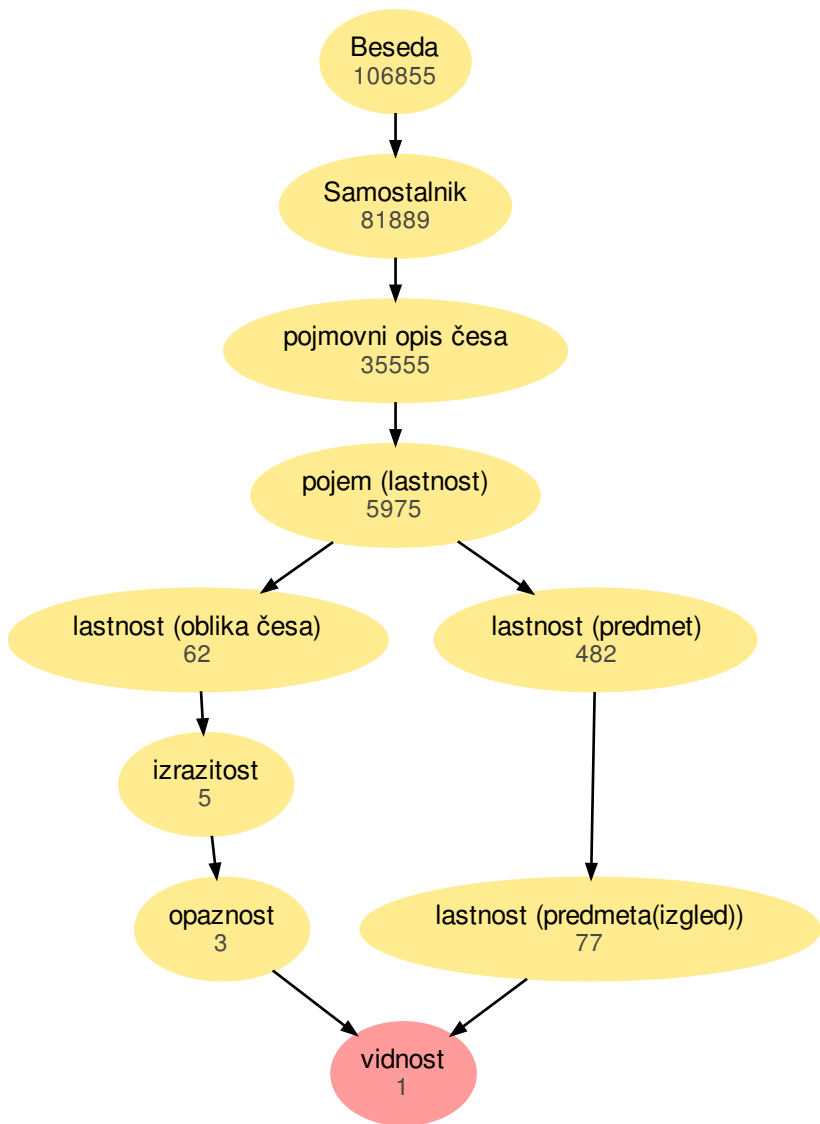 Beseda
106855
Samostalnik
81889
pojmovni opis česa
35555
pojem (lastnost)
5975
lastnost (oblika česa)
62
lastnost (predmet)
482
izrazitost
5
opaznost
3
lastnost (predmeta(izgled))
77
vidnost
1